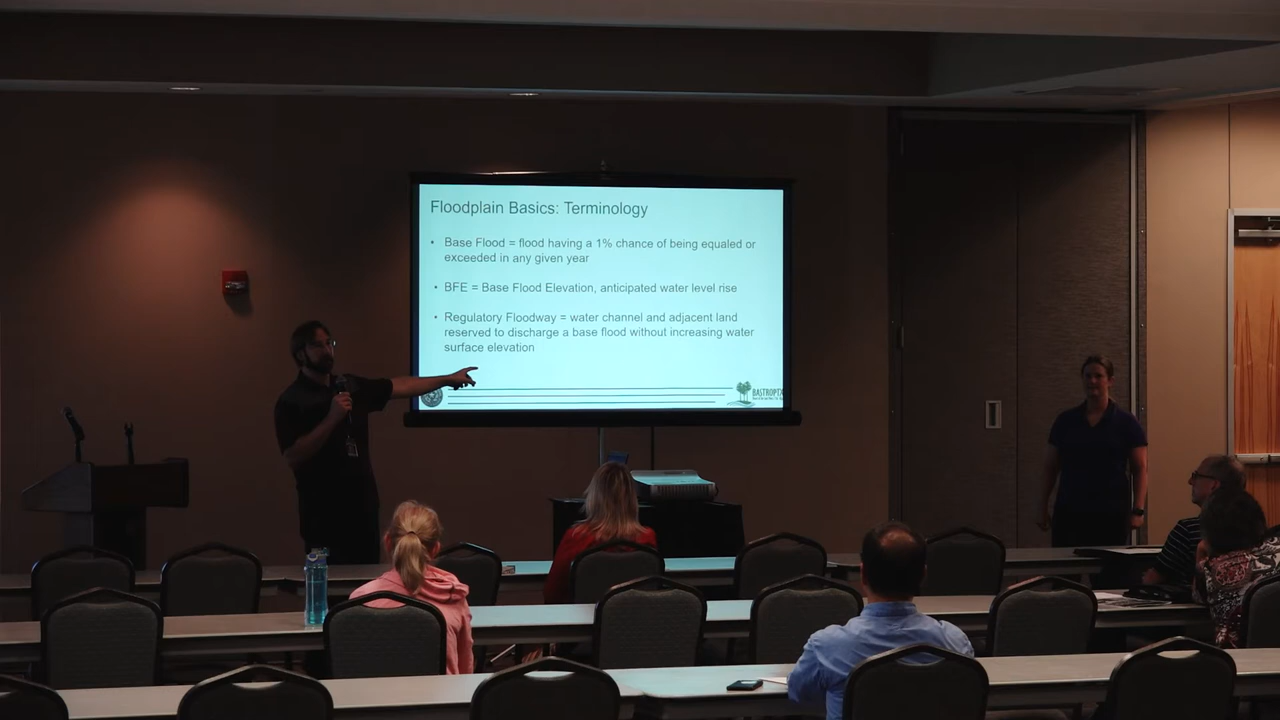 Floodplain Basics: Terminology
• Base Flood = flood having a 1% chance of being equaled or
exceeded in any given year
• BFE = Base Flood Elevation, anticipated water level rise
• Regulatory Floodway = water channel and adjacent land
reserved to discharge a base flood without increasing water
surface elevation
BASTROPTX